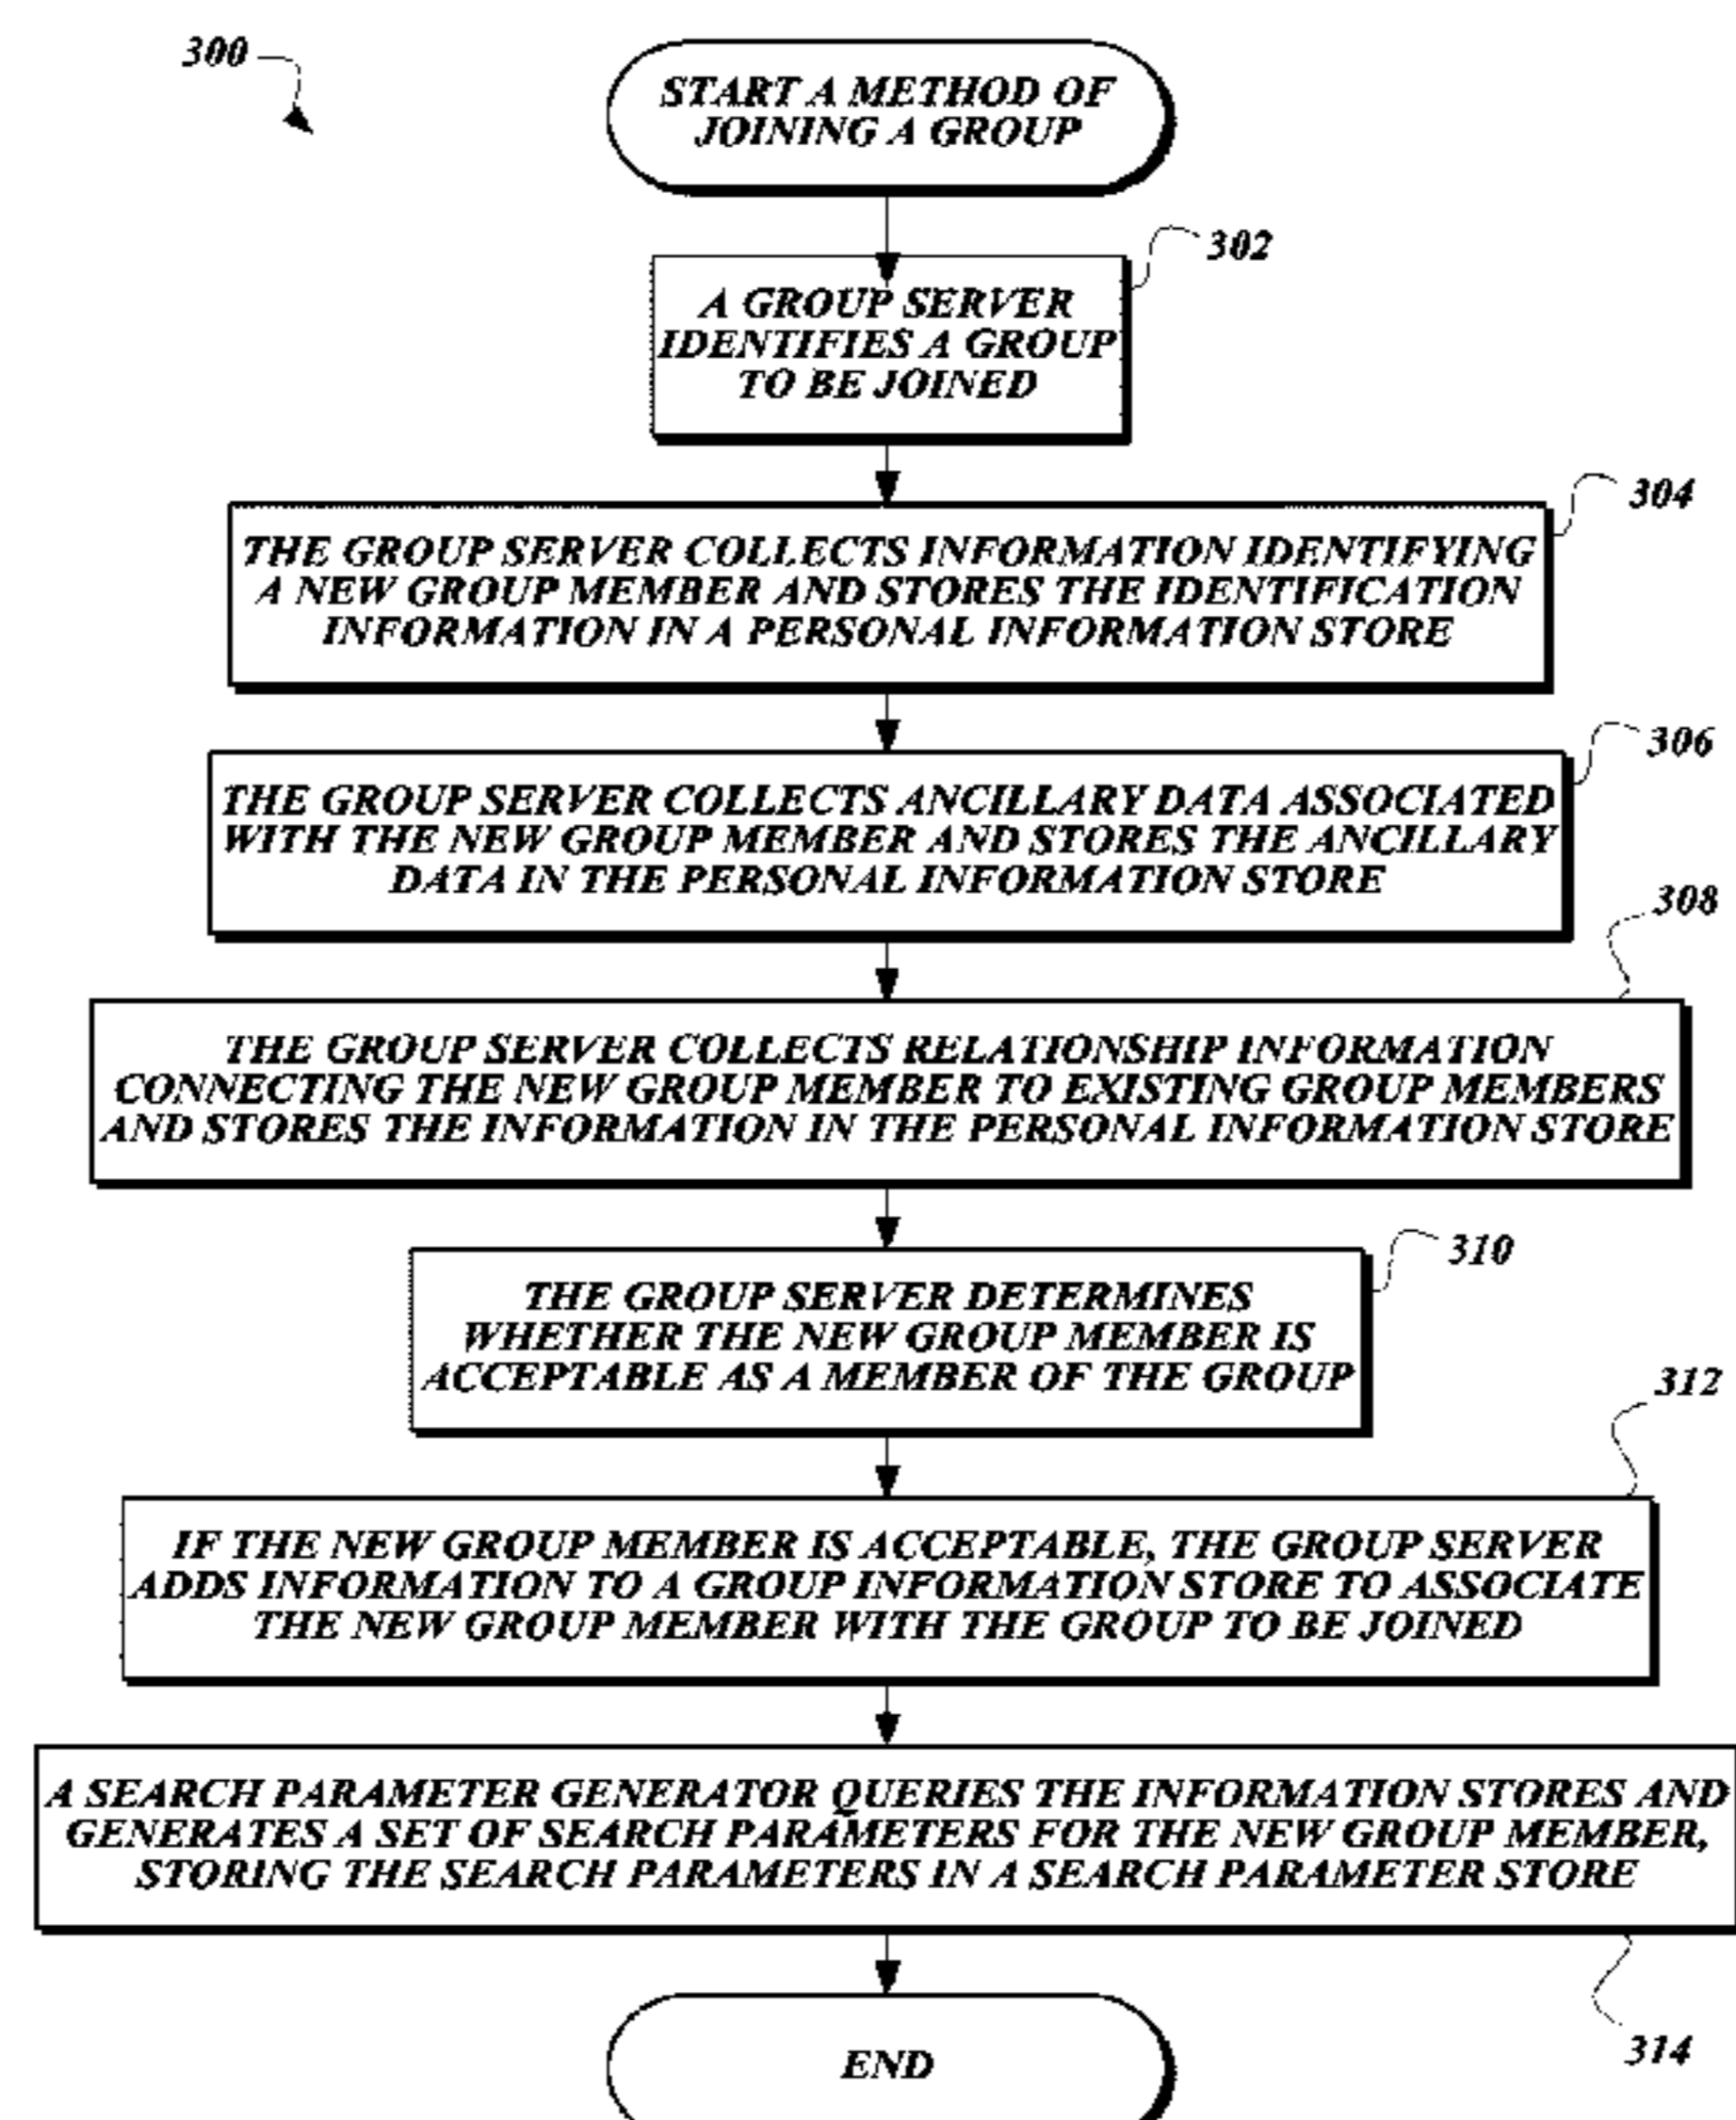 300
START A METHOD OF
JOINING A GROUP
302
A GROUP SERVER
IDENTIFIES A GROUP
TO BE JOINED
304
THE GROUP SERVER COLLECTS INFORMATION IDENTIFYING
A NEW GROUP MEMBER AND STORES THE IDENTIFICATION
INFORMATION IN A PERSONAL INFORMATION STORE
306
THE GROUP SERVER COLLECTS ANCILLARY DATA ASSOCIATED
WITH THE NEW GROUP MEMBER AND STORES THE ANCILLARY
DATA IN THE PERSONAL INFORMATION STORE
308
THE GROUP SERVER COLLECTS RELATIONSHIP INFORMATION
CONNECTING THE NEW GROUP MEMBER TO EXISTING GROUP MEMBERS
AND STORES THE INFORMATION IN THE PERSONAL INFORMATION STORE
310
THE GROUP SERVER DETERMINES
WHETHER THE NEW GROUP MEMBER IS
ACCEPTABLE AS A MEMBER OF THE GROUP
312
IF THE NEW GROUP MEMBER IS ACCEPTABLE, THE GROUP SERVER
ADDS INFORMATION TO A GROUP INFORMATION STORE TO ASSOCIATE
THE NEW GROUP MEMBER WITH THE GROUP TO BE JOINED
A SEARCH PARAMETER GENERATOR QUERIES THE INFORMATION STORES AND
GENERATES A SET OF SEARCH PARAMETERS FOR THE NEW GROUP MEMBER,
STORING THE SEARCH PARAMETERS IN A SEARCH PARAMETER STORE
314
END